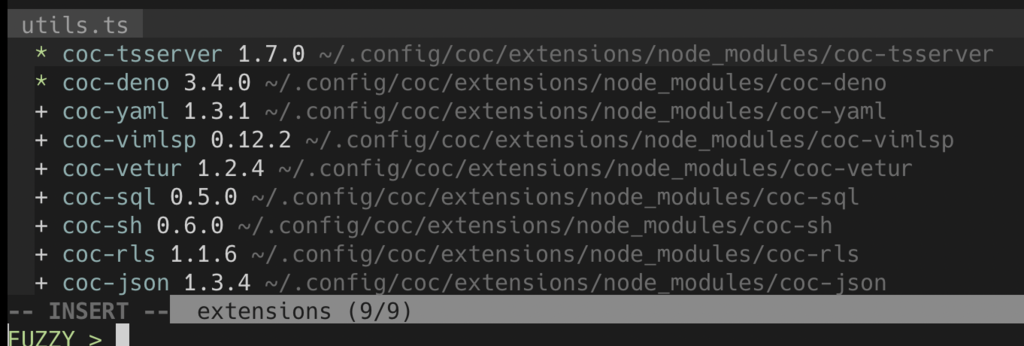 utils.ts
* coc-tsserver 1.7.0 ~/.config/coc/extensions/node_modules/coc-tsserver
* coc-deno 3.4.0 ~/.config/coc/extensions/node_modules/coc-deno
+ coc-yaml 1.3.1 ~/.config/coc/extensions/node_modules/coc-yaml
+ coc-vimlsp 0.12.2 ~/.config/coc/extensions/node_modules/coc-vimlsp
+ coc-vetur 1.2.4 ~/.config/coc/extensions/node_modules/coc-vetur
+ coc-sql 0.5.0 ~/.config/coc/extensions/node_modules/coc-sql
+ coc-sh 0.6.0 ~/.config/coc/extensions/node_modules/coc-sh
+ coc-rls 1.1.6 ~/.config/coc/extensions/node_modules/coc-rls
+ coc-json 1.3.4 ~/.config/coc/extensions/node_modules/coc-json
-- INSERT -- extensions (9/9)
FUZZY >